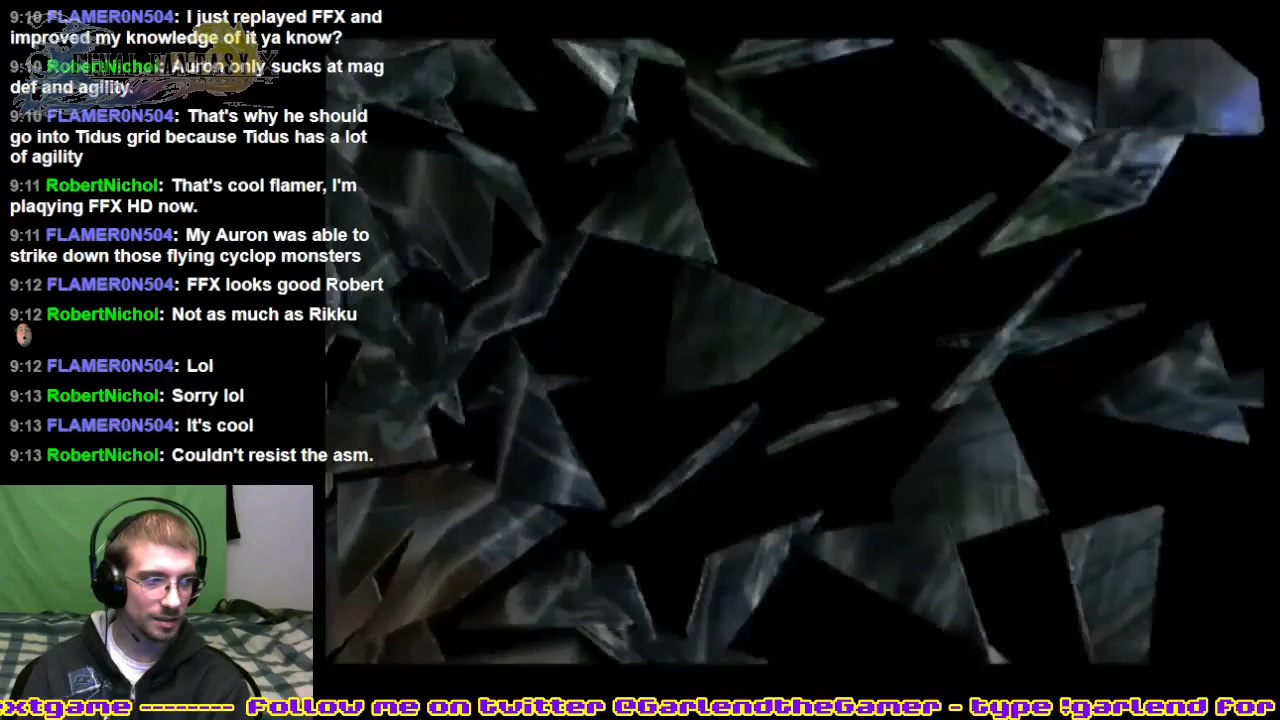 9:10 FLAMER0N504: I just replayed FFX and
improved my knowledge of it ya know?
FINAL FANTASY X
9:10 RobertNichol: Auron only sucks at mag
def and agility.
9:10 FLAMER0N504: That's why he should
go into Tidus grid because Tidus has a lot
of agility
9:11 RobertNichol: That's cool flamer, I'm
plaqying FFX HD now.
9:11 FLAMER0N504: My Auron was able to
strike down those flying cyclop monsters
9:12 FLAMER0N504: FFX looks good Robert
9:12 RobertNichol: Not as much as Rikku
9:12 FLAMER0N504: Lol
9:13 RobertNichol: Sorry lol
9:13 FLAMER0N504: It's cool
9:13 RobertNichol: Couldn't resist the asm.
extgame -------- Follow me on twitter @GarlendtheGamer - type !garlend for